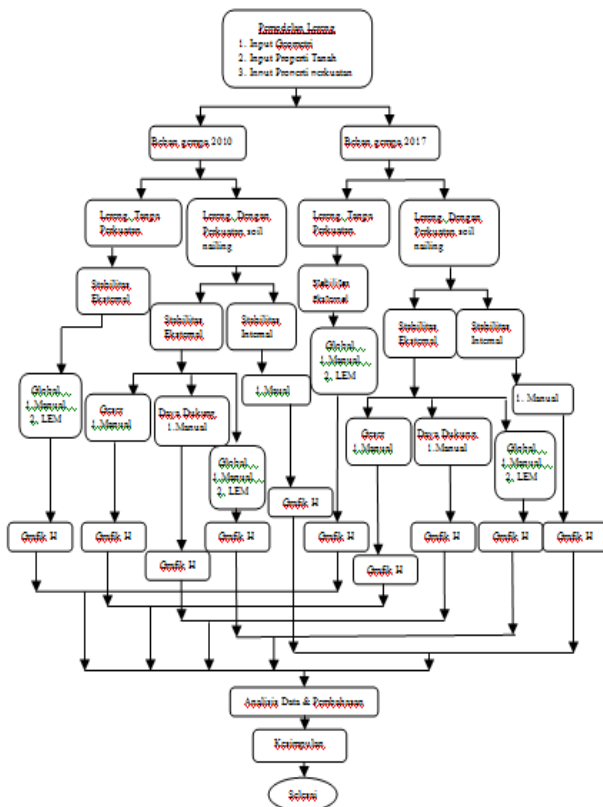 Pemodelan Lereng
1. Input Geometri
2. Input Properti Tanah
3. Input Properti perkuatan
Beban gempa 2010
Beban gempa 2017
Lereng Tanpa
Perkuatan
Lereng Dengan
Perkuatan soil
nailing
Lereng Tanpa
Perkuatan
Lereng Dengan
Perkuatan soil
nailing
Stabilitas
Eksternal
Stabilitas
Eksternal
Stabilitas
Internal
Stabilitas
Eksternal
Stabilitas
Eksternal
Stabilitas
Internal
Global
1. Manual
2. LEM
Geser
1. Manual
Daya Dukung
1. Manual
Global
1. Manual
2. LEM
1. Maual
Global
1. Manual
2. LEM
Geser
1. Manual
Daya Dukung
1. Manual
Global
1. Manual
2. LEM
1. Manual
Grafik H
Grafik H
Grafik H
Grafik H
Grafik H
Grafik H
Grafik H
Grafik H
Grafik H
Grafik H
Analisis Data & Pembahasan
Kesimpulan
Selesai